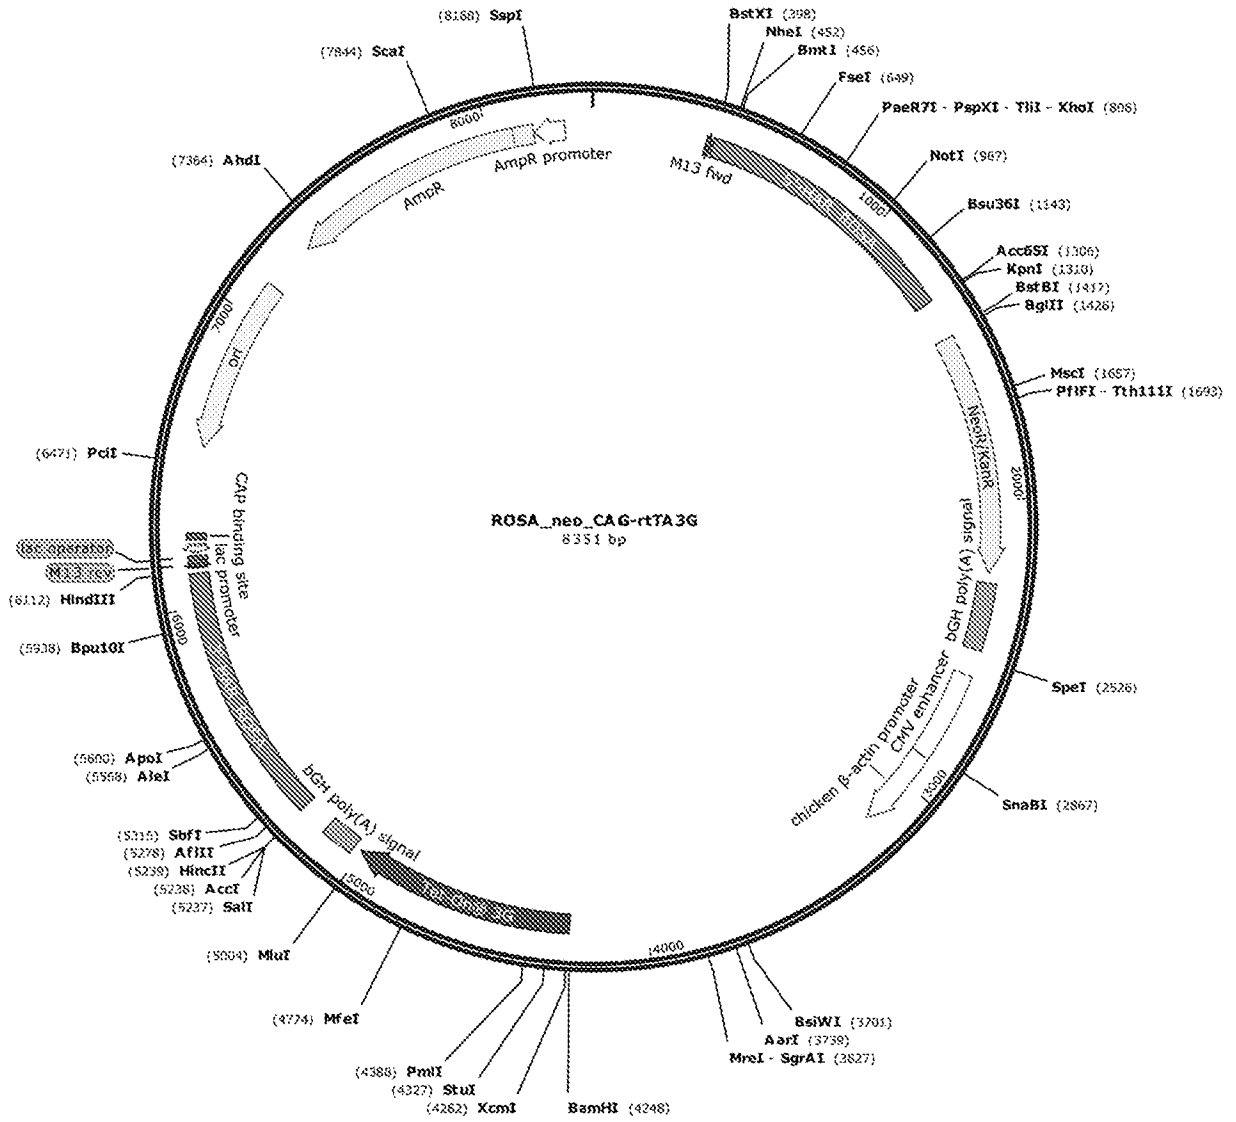 (8168) SspI
BstXI (398)
NheI (452)
BmtI (456)
(7844) ScaI
FseI (649)
PaeR7I - PspXI - TliI - XhoI (806)
(7364) AhdI
NotI (967)
Bsu36I (1143)
Acc65I (1306)
KpnI (1310)
BstBI (1417)
BglII (1426)
MscI (1657)
PflFI - Tth111I (1693)
(6471) PciI
lac operator
M13 rev
(6112) HindIII
(5938) Bpu10I
SpeI (2526)
(5600) ApoI
(5568) AleI
SnaBI (2867)
(5315) SbfI
(5278) AflII
(5239) HincII
(5238) AccI
(5237) SalI
(5004) MluI
(4774) MfeI
BsiWI (3701)
AarI (3739)
MreI - SgrAI (3827)
(4388) PmlI
(4327) StuI
(4262) XcmI
BamHI (4248)
8000
AmpR promoter
AmpR
M13 fwd
1000
7000
ori
NeoR/KanR
2000
CAP binding site
lac promoter
6000
ROSA_neo_CAG-rtTA3G
8351 bp
bGH poly(A) signal
CMV enhancer
chicken β-actin promoter
3000
bGH poly(A) signal
5000
4000